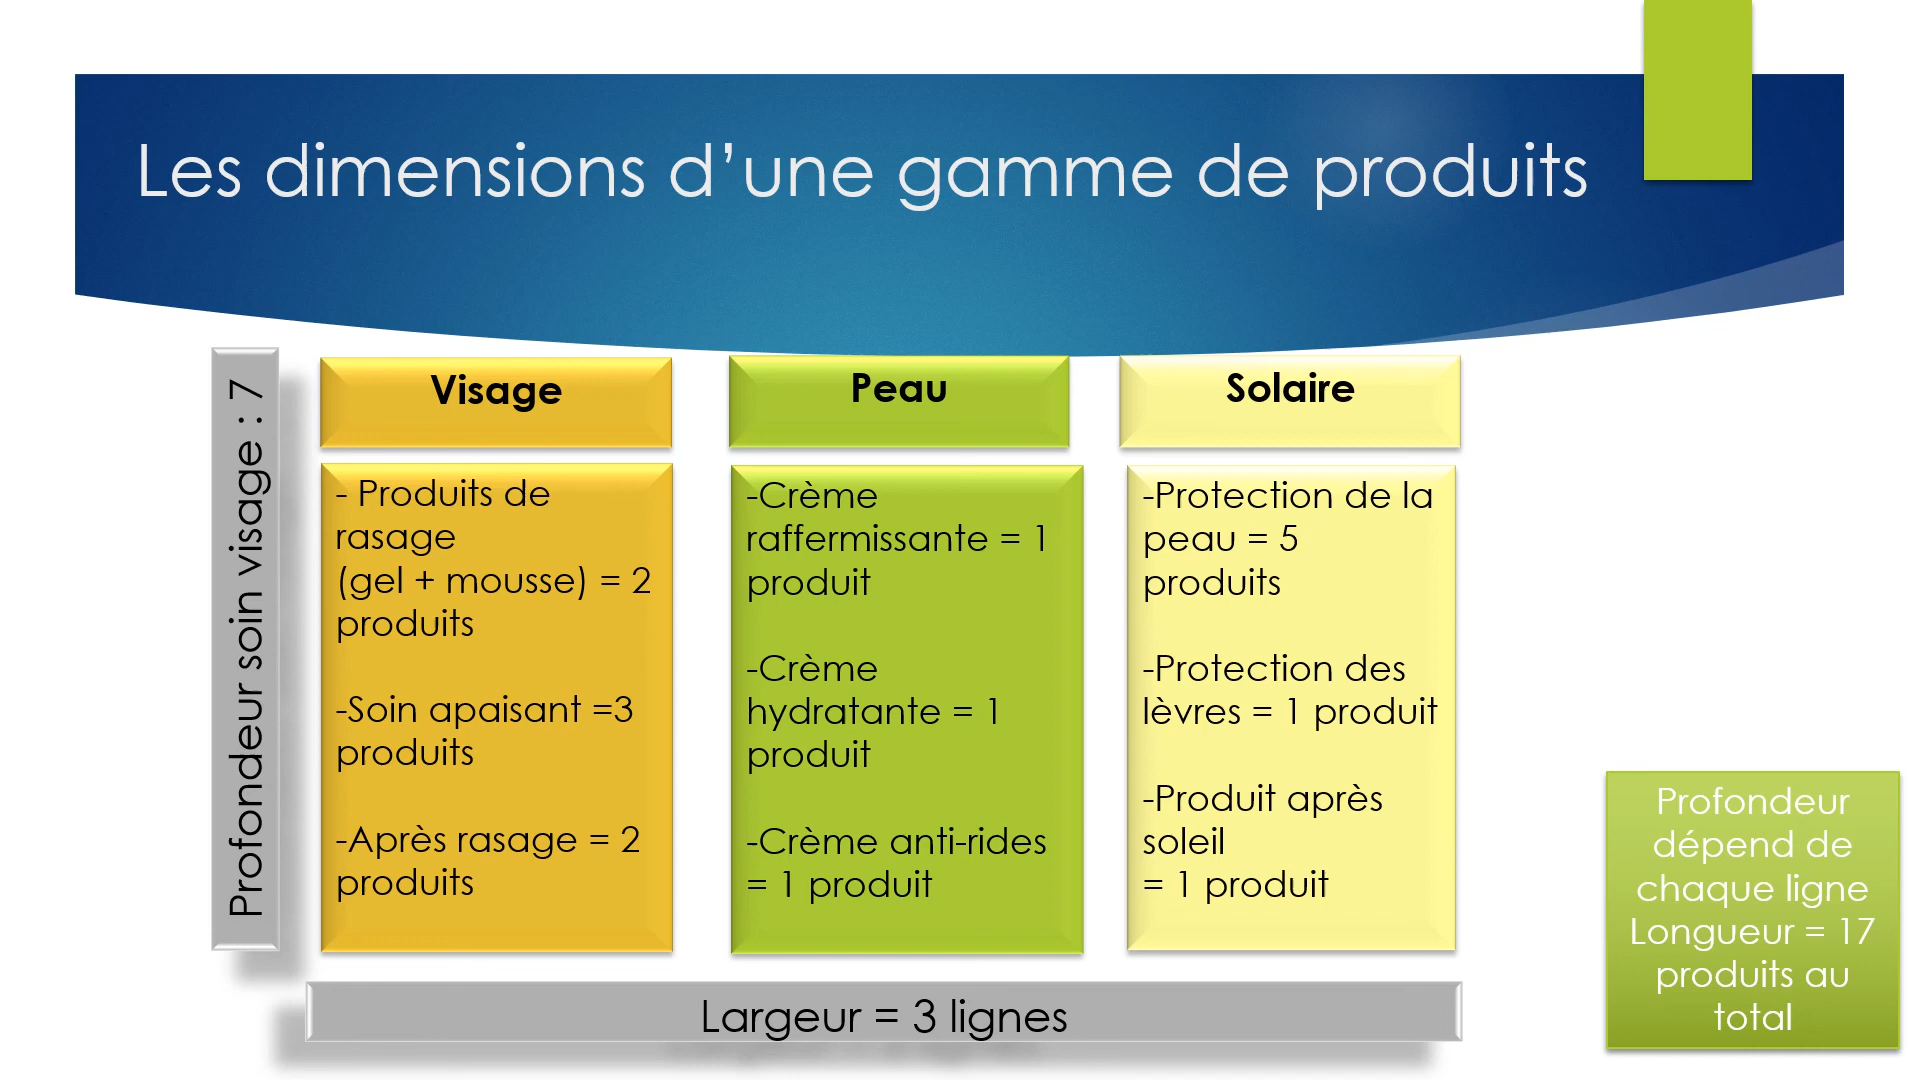 Les dimensions d’une gamme de produits
Profondeur soin visage : 7
Visage
- Produits de
rasage
(gel + mousse) = 2
produits
-Soin apaisant =3
produits
-Après rasage = 2
produits
Peau
-Crème
raffermissante = 1
produit
-Crème
hydratante = 1
produit
-Crème anti-rides
= 1 produit
Solaire
-Protection de la
peau = 5
produits
-Protection des
lèvres = 1 produit
-Produit après
soleil
= 1 produit
Largeur = 3 lignes
Profondeur
dépend de
chaque ligne
Longueur = 17
produits au
total